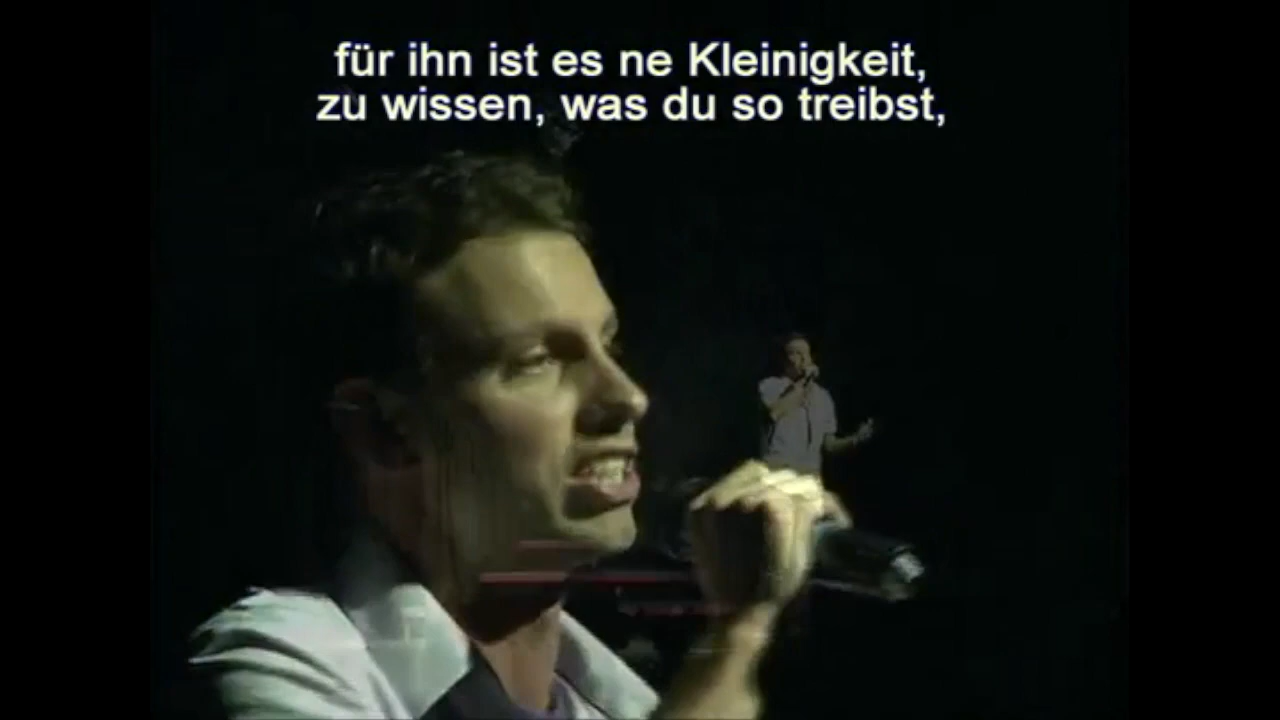 für ihn ist es ne Kleinigkeit,
zu wissen, was du so treibst,